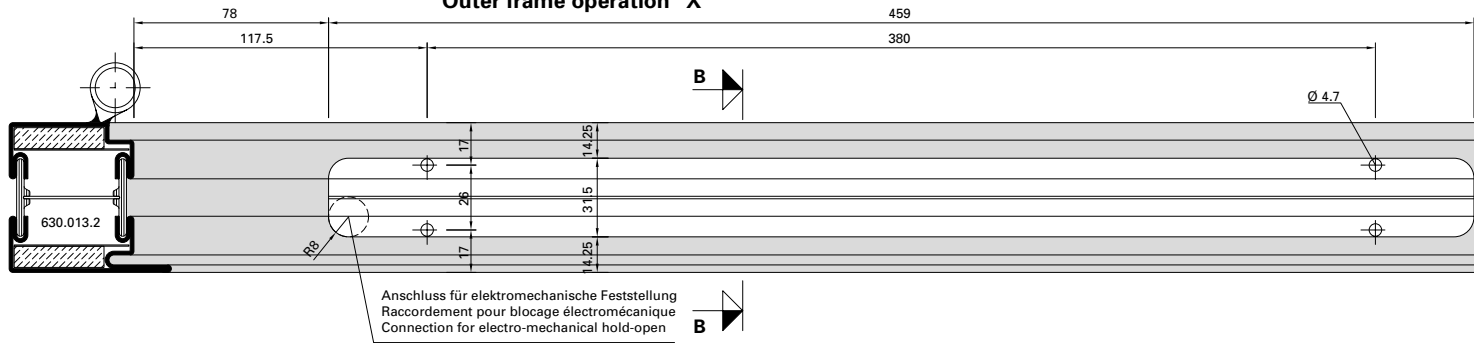 Outer frame operation "X"
78
459
117.5
380
B
Ø 4.7
17
14.25
26
31.5
630.013.2
R8
17
14.25
Anschluss für elektromechanische Feststellung
Raccordement pour blocage électromécanique
Connection for electro-mechanical hold-open
B